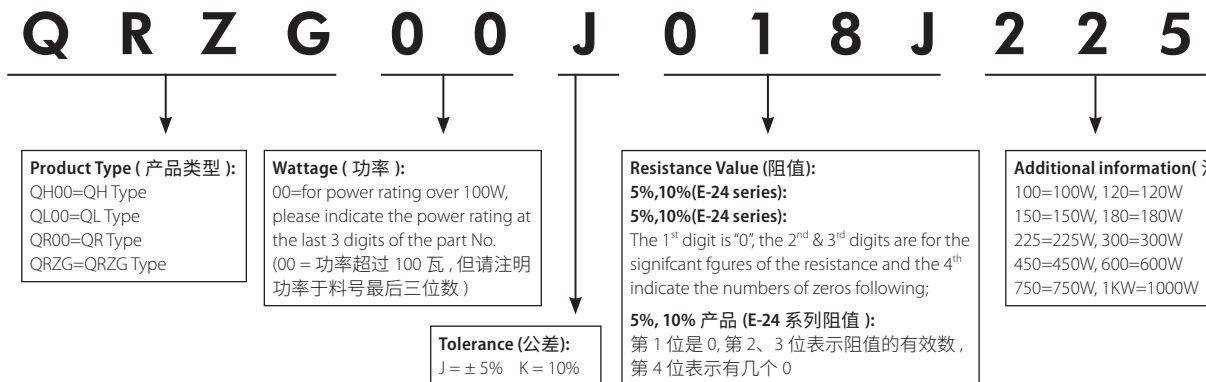 QRZG00J018J225
Product Type ( 产品类型 ):
QH00=QH Type
QL00=QL Type
QR00=QR Type
QRZG=QRZG Type
Wattage ( 功率 ):
00=for power rating over 100W,
please indicate the power rating at
the last 3 digits of the part No.
(00 = 功率超过 100 瓦 , 但请注明
功率于料号最后三位数 )
Tolerance (公差):
J = ± 5% K = 10%
Resistance Value (阻值):
5%,10%(E-24 series):
5%,10%(E-24 series):
The 1st digit is “0”, the 2nd & 3rd digits are for the
signifcant fgures of the resistance and the 4th
indicate the numbers of zeros following;
5%, 10% 产品 (E-24 系列阻值 ):
第 1 位是 0, 第 2、3 位表示阻值的有效数 ,
第 4 位表示有几个 0
Additional information(
100=100W, 120=120W
150=150W, 180=180W
225=225W, 300=300W
450=450W, 600=600W
750=750W, 1KW=1000W